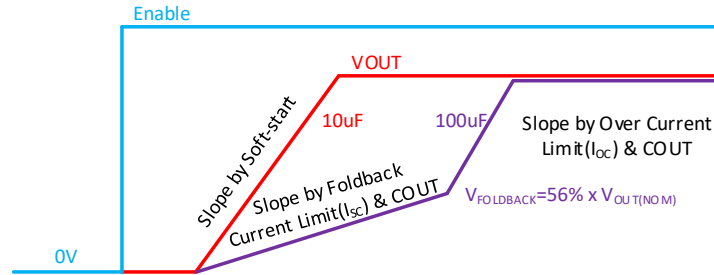 Enable
VOUT
Slope by Soft-start
10uF
100uF
Slope by Over Current
Limit(IOC) & COUT
Slope by Foldback
Current Limit(ISC) & COUT
VFOLDBACK=56% x VOUT(NOM)
0V